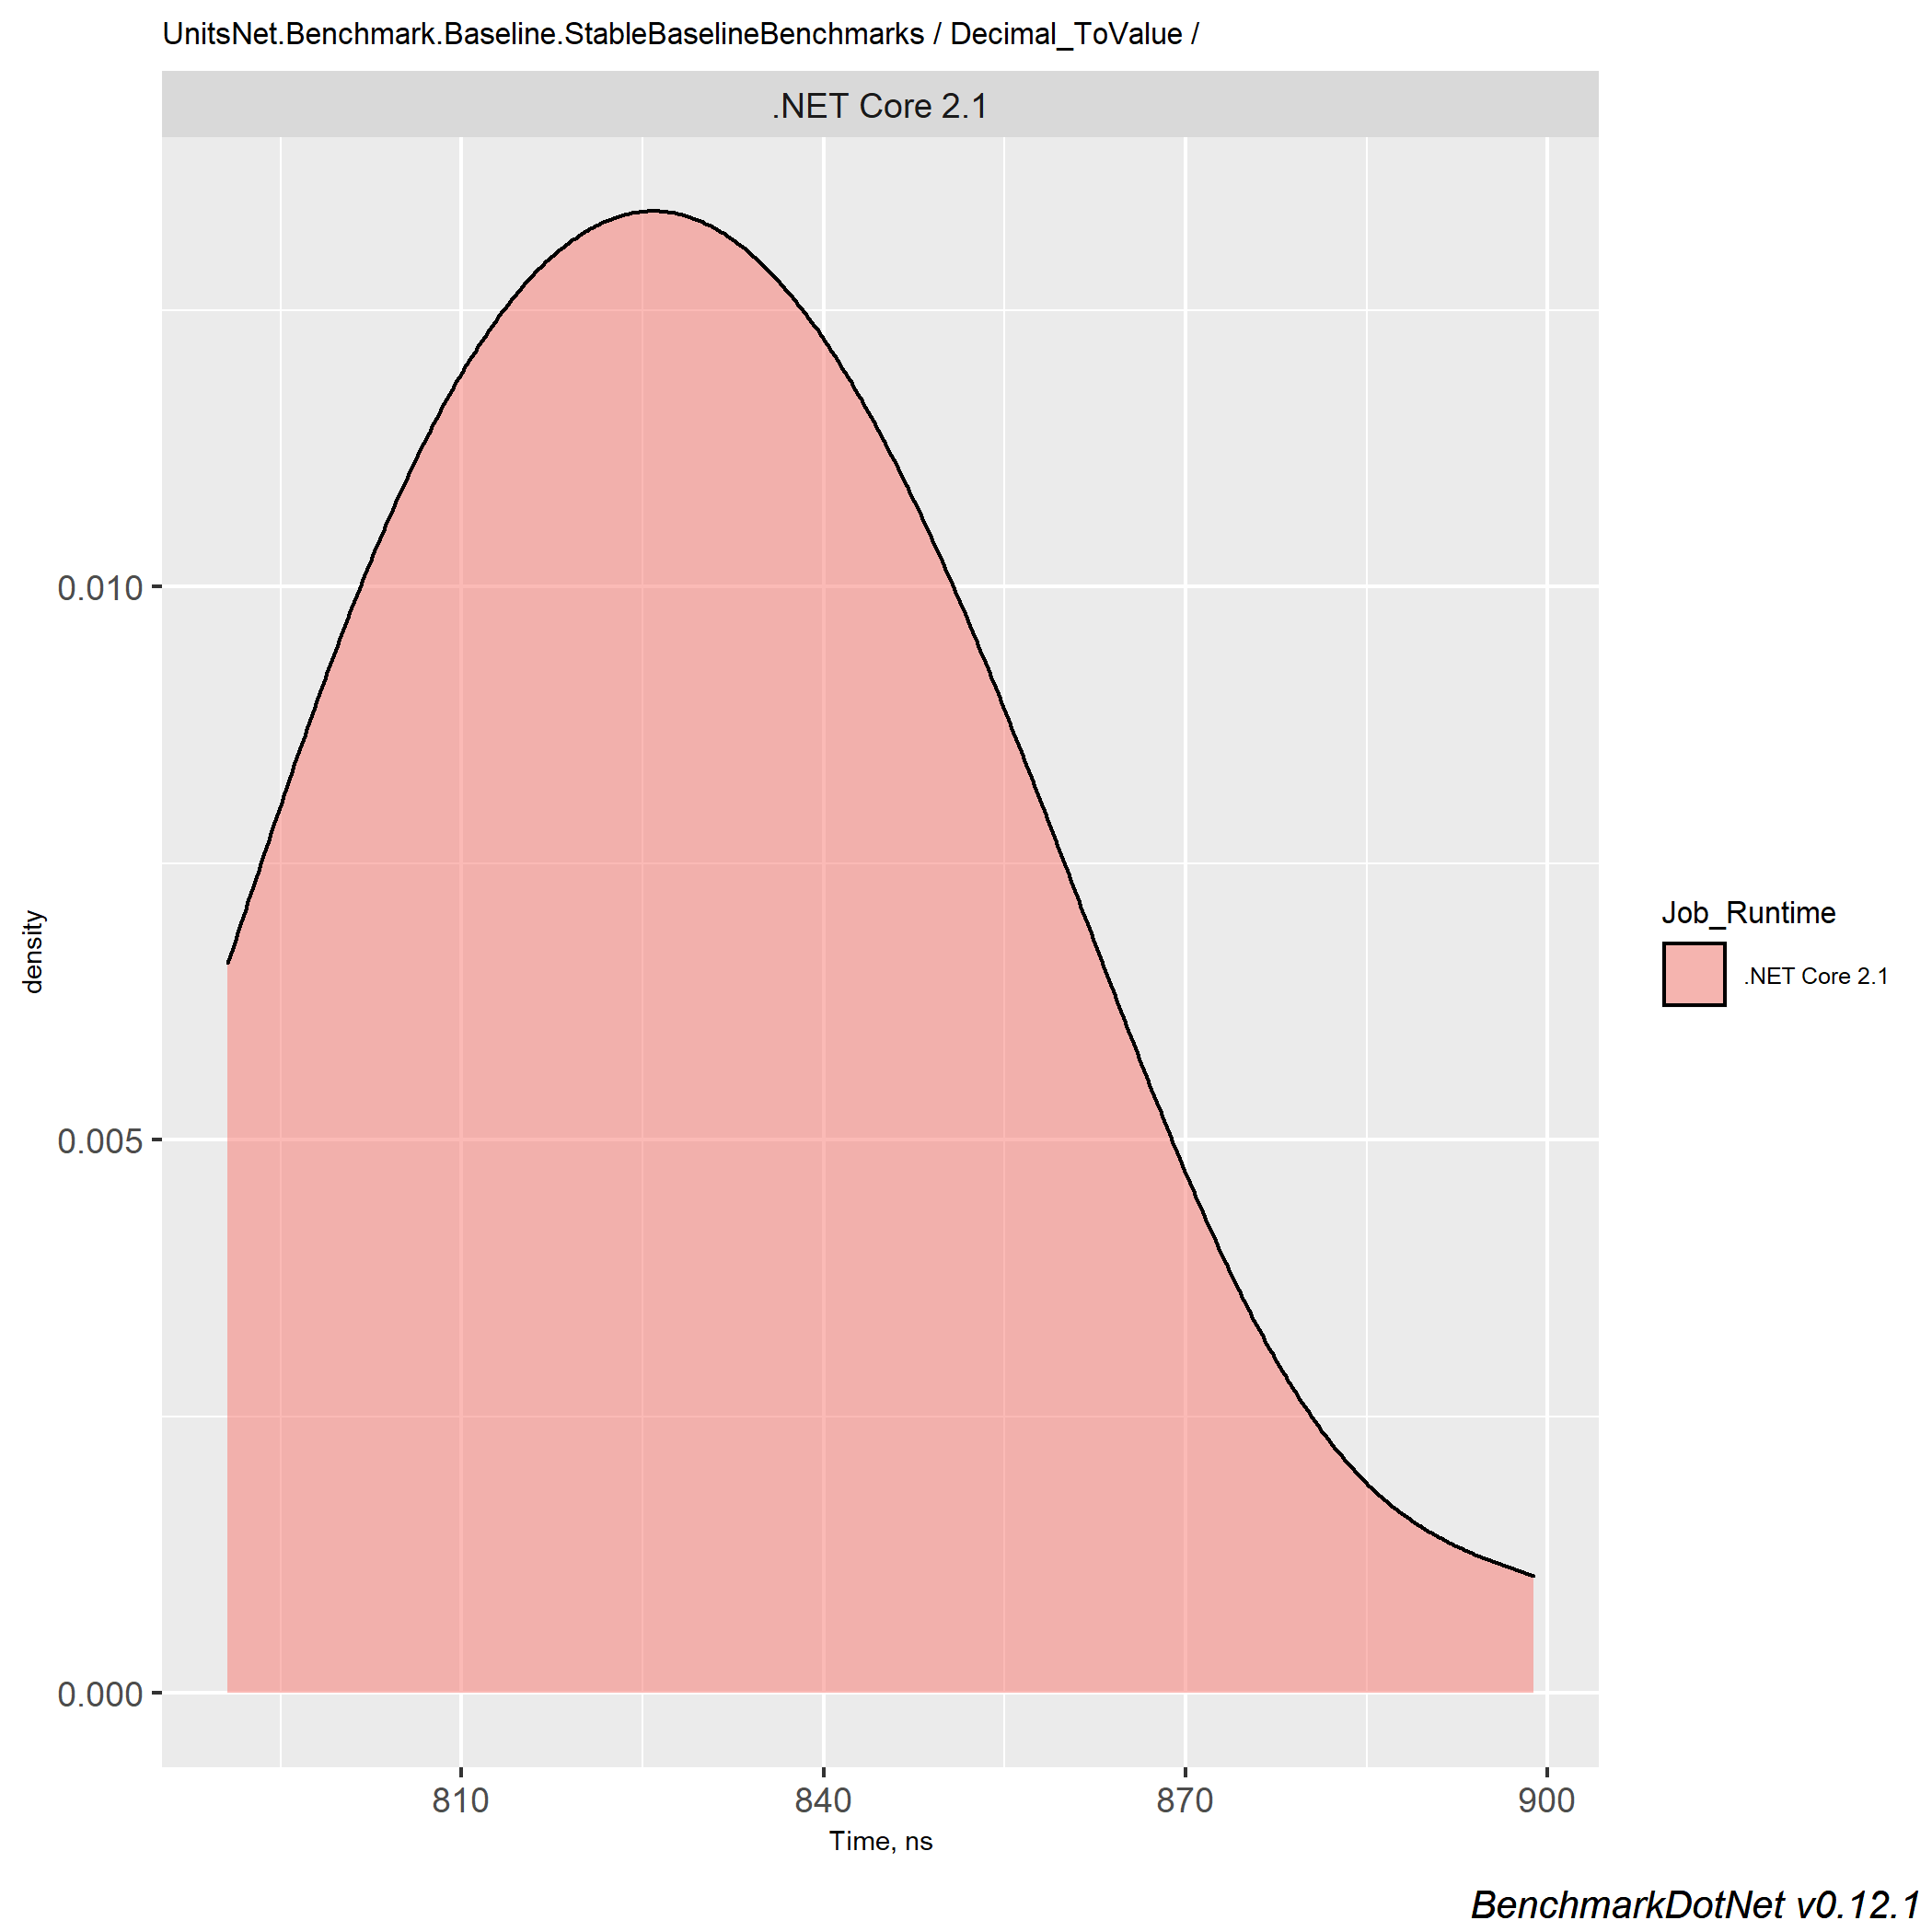 UnitsNet.Benchmark.Baseline.StableBaselineBenchmarks / Decimal_ToValue /
.NET Core 2.1
0.010
0.005
0.000
density
810 840 870 900
Time, ns
Job_Runtime
.NET Core 2.1
BenchmarkDotNet v0.12.1